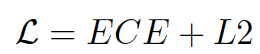 ℒ = ECE + L2